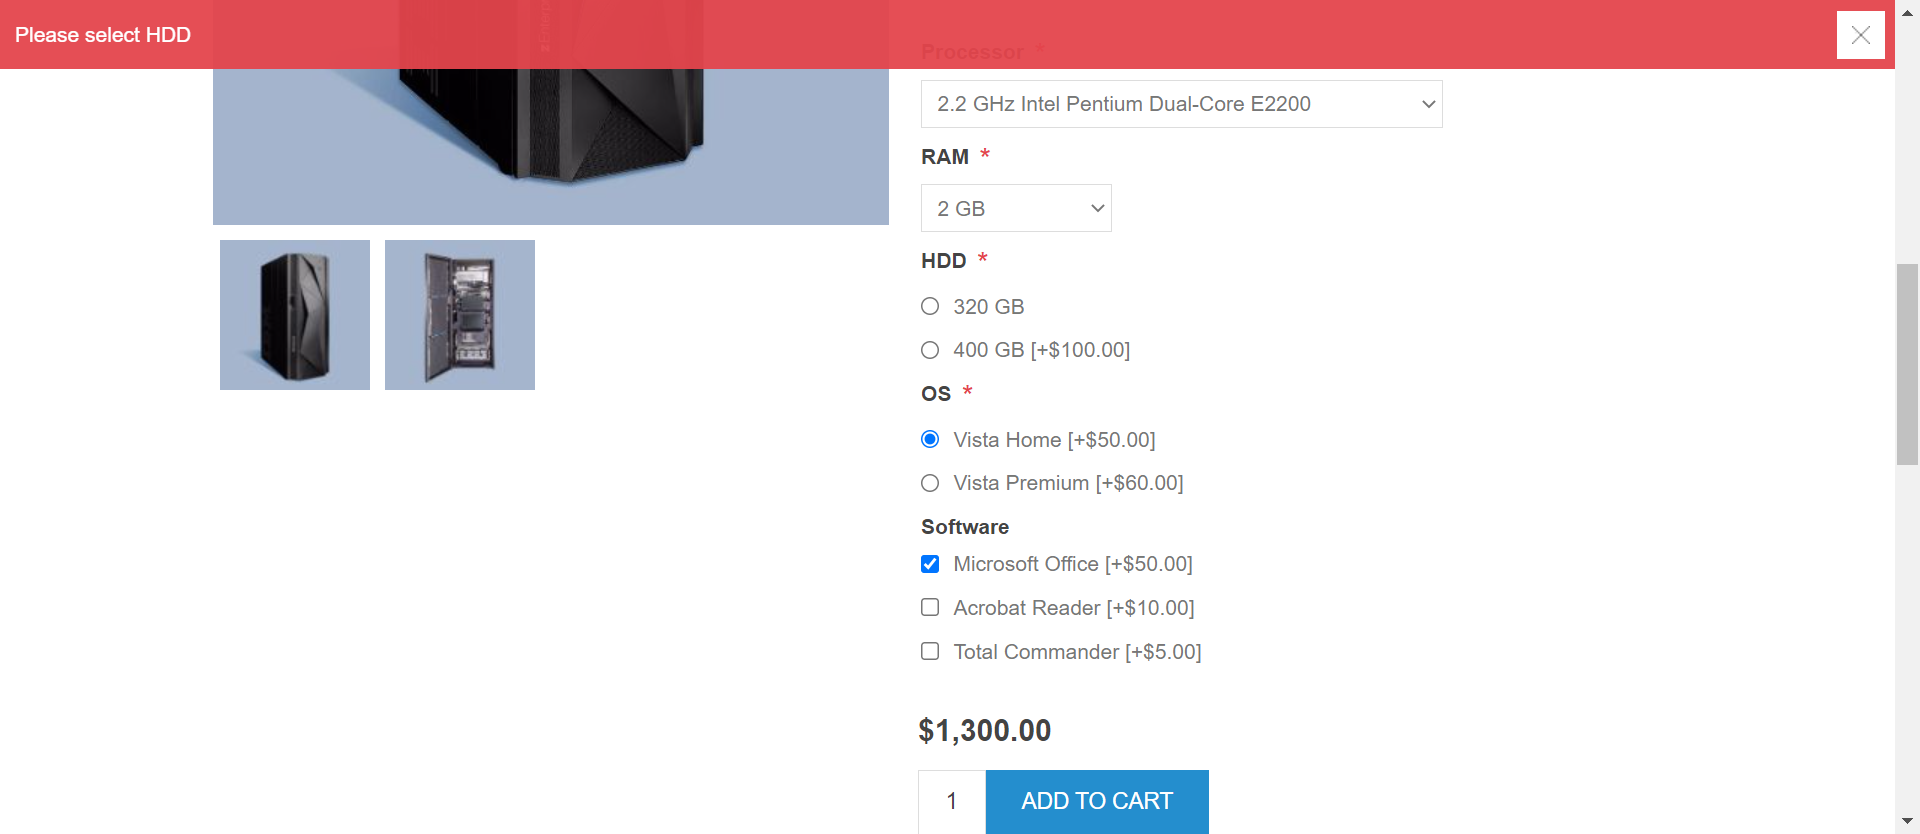 Please select HDD
Processor *
2.2 GHz Intel Pentium Dual-Core E2200
RAM *
2 GB
HDD *
320 GB
400 GB [+$100.00]
OS *
Vista Home [+$50.00]
Vista Premium [+$60.00]
Software
Microsoft Office [+$50.00]
Acrobat Reader [+$10.00]
Total Commander [+$5.00]
$1,300.00
1 ADD TO CART